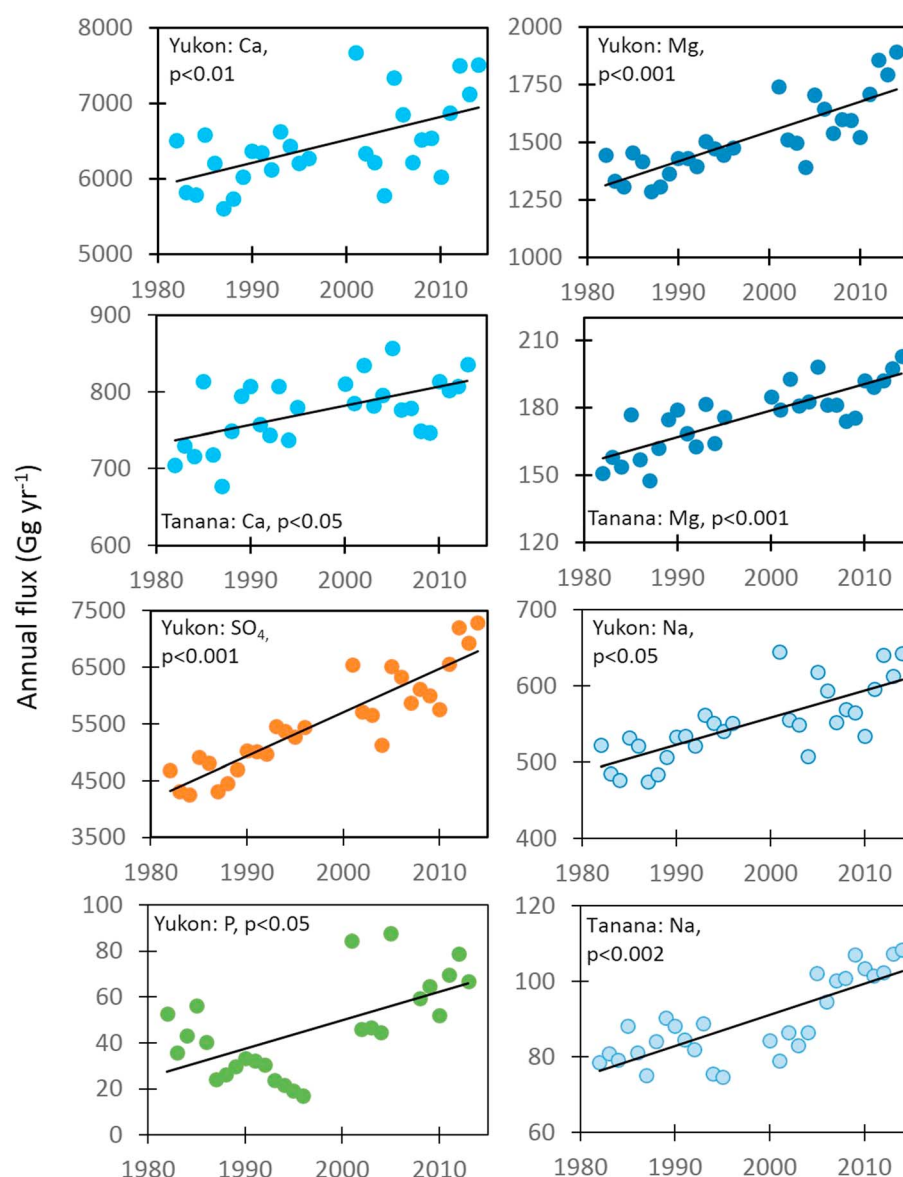 Annual flux (Gg yr-1)
8000
7000
6000
5000
1980 1990 2000 2010
Yukon: Ca,
p<0.01
2000
1750
1500
1250
1000
1980 1990 2000 2010
Yukon: Mg,
p<0.001
900
800
700
600
1980 1990 2000 2010
Tanana: Ca, p<0.05
210
180
150
120
1980 1990 2000 2010
Tanana: Mg, p<0.001
7500
6500
5500
4500
3500
1980 1990 2000 2010
Yukon: SO4,
p<0.001
700
600
500
400
1980 1990 2000 2010
Yukon: Na,
p<0.05
100
80
60
40
20
0
1980 1990 2000 2010
Yukon: P, p<0.05
120
100
80
60
1980 1990 2000 2010
Tanana: Na,
p<0.002